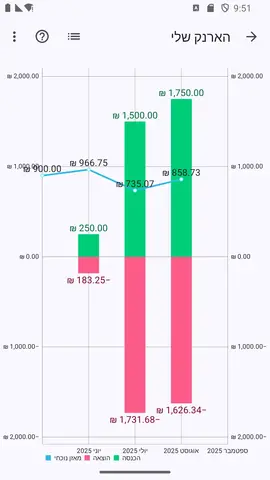 9:51
הארנק שלי
2,000.00 ₪
2,000.00 ₪
1,750.00 ₪
1,500.00 ₪
1,000.00 ₪
1,000.00 ₪
966.75 ₪
900.00 ₪
858.73 ₪
735.07 ₪
250.00 ₪
0.00 ₪
0.00 ₪
−183.25 ₪
−1,000.00 ₪
−1,000.00 ₪
−1,626.34 ₪
−1,731.68 ₪
−2,000.00 ₪
−2,000.00 ₪
יוני 2025
יולי 2025
אוגוסט 2025
ספטמבר 2025
מאזן נוכחי
הוצאה
הכנסה